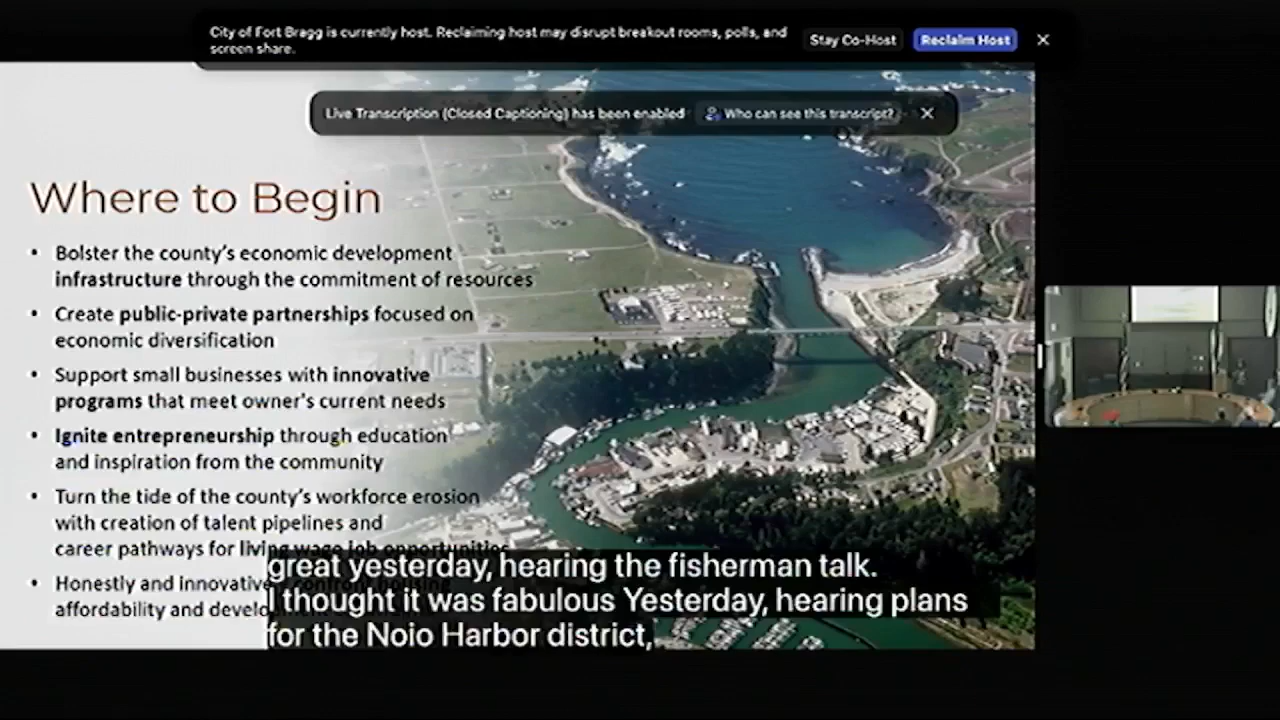 City of Fort Bragg is currently host. Reclaiming host may disrupt breakout rooms, polls, and
screen share.
Stay Co-Host
Reclaim Host
Live Transcription (Closed Captioning) has been enabled
Who can see this transcript?
Where to Begin
• Bolster the county's economic development
infrastructure through the commitment of resources
• Create public-private partnerships focused on
economic diversification
• Support small businesses with innovative
programs that meet owner's current needs
• Ignite entrepreneurship through education
and inspiration from the community
• Turn the tide of the county's workforce erosion
with creation of talent pipelines and
career pathways for living wage job opportunities
• Honestly and innovatively confront housing
affordability and
great yesterday, hearing the fisherman talk.
I thought it was fabulous Yesterday, hearing plans
for the Noio Harbor district,